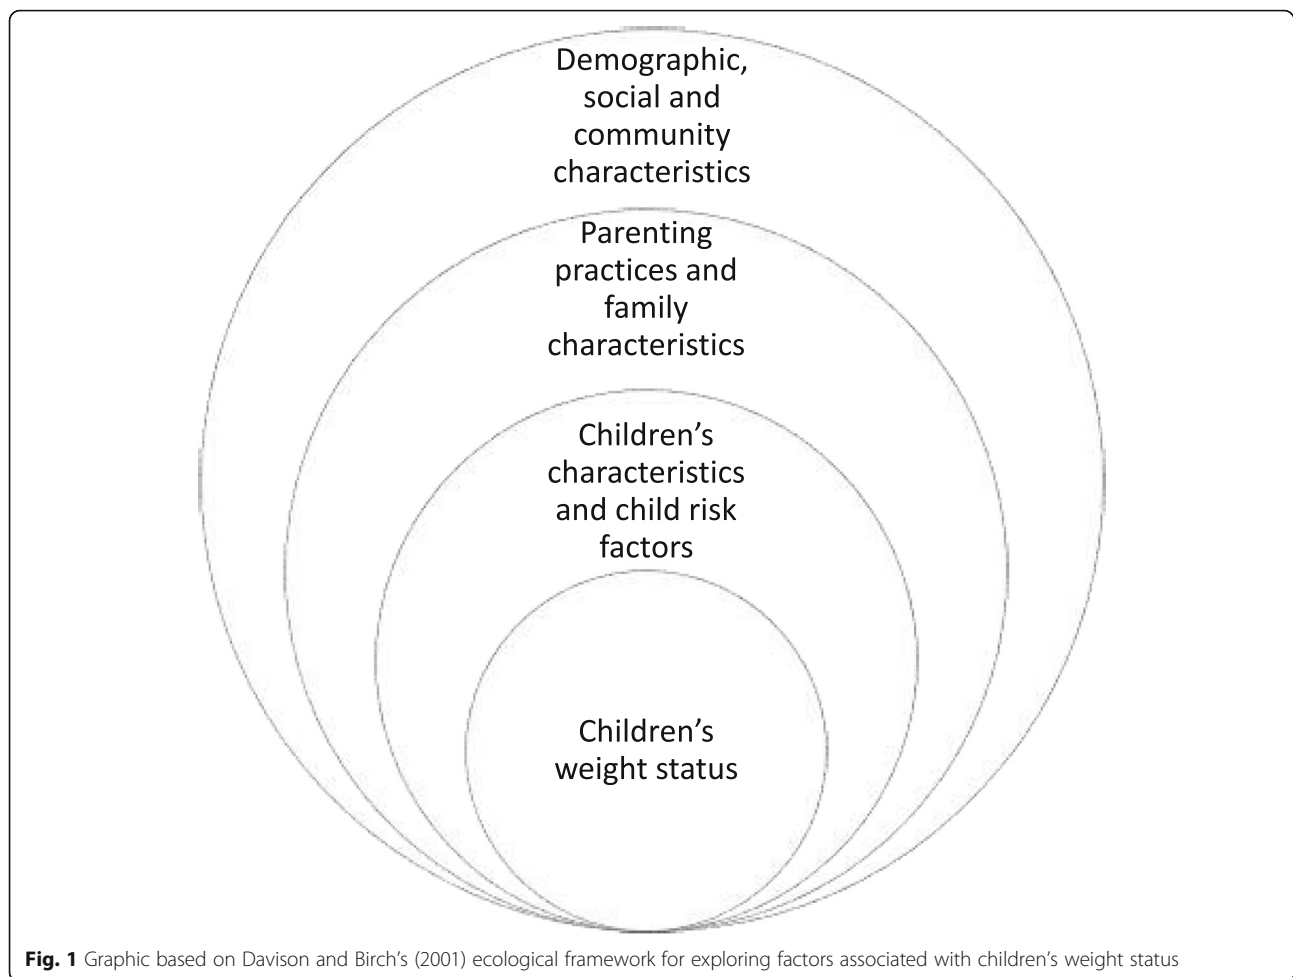 Demographic,
social and
community
characteristics
Parenting
practices and
family
characteristics
Children’s
characteristics
and child risk
factors
Children’s
weight status
Fig. 1 Graphic based on Davison and Birch’s (2001) ecological framework for exploring factors associated with children’s weight status